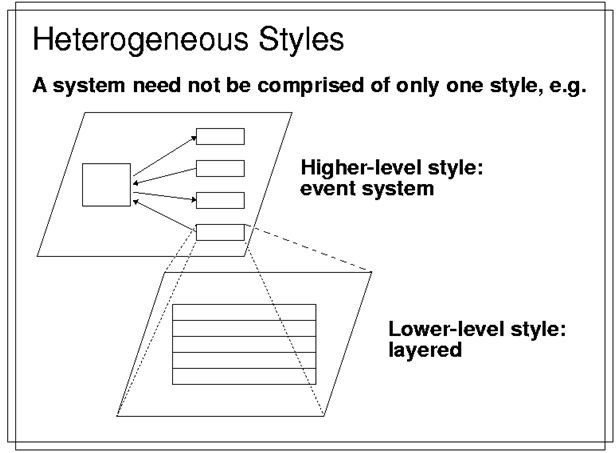 Heterogeneous Styles
A system need not be comprised of only one style, e.g.
Higher-level style:
event system
Lower-level style:
layered